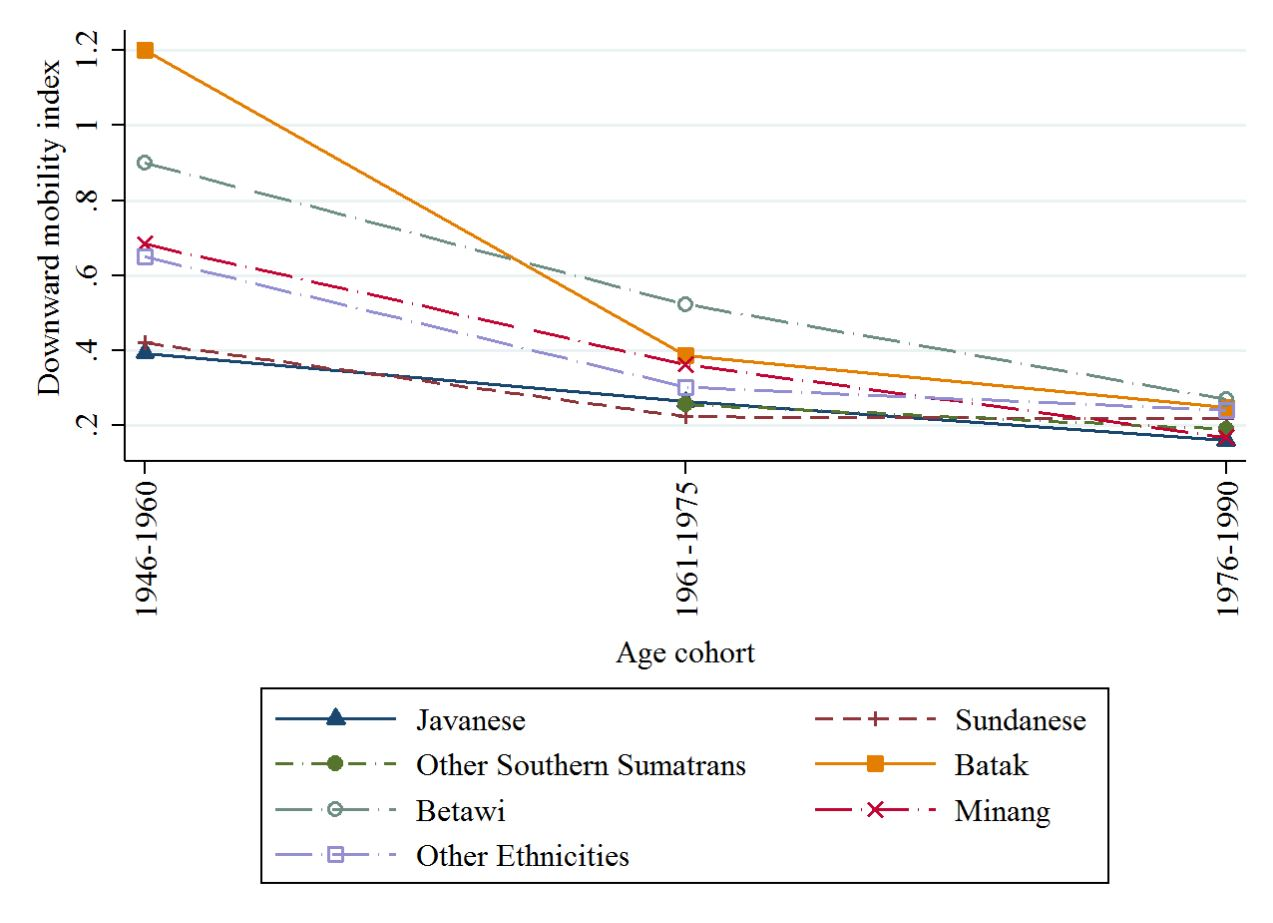 Downward mobility index
1.2
1
.8
.6
.4
.2
1946-1960
1961-1975
1976-1990
Age cohort
Javanese
Sundanese
Other Southern Sumatrans
Batak
Betawi
Minang
Other Ethnicities